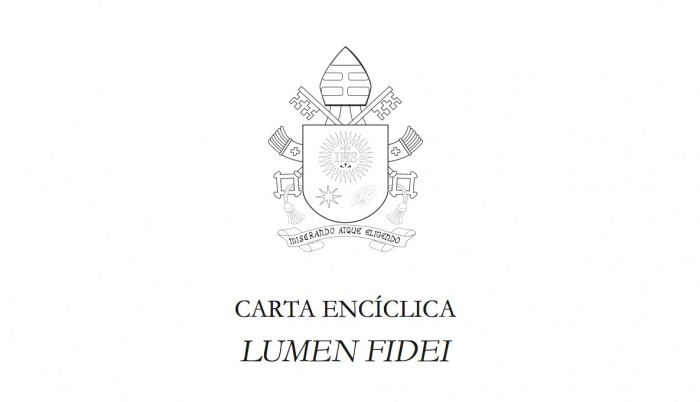 IHS
MISERANDO ATQUE ELIGENDO
CARTA ENCÍCLICA
LUMEN FIDEI